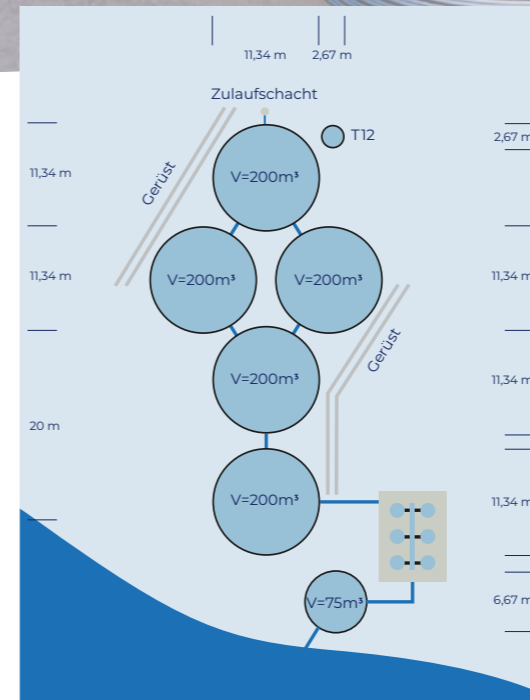 11,34 m
2,67 m
Zulaufschacht
T12
2,67 m
11,34 m
Gerüst
V=200m³
11,34 m
V=200m³
V=200m³
11,34 m
Gerüst
V=200m³
11,34 m
20 m
V=200m³
11,34 m
V=75m³
6,67 m